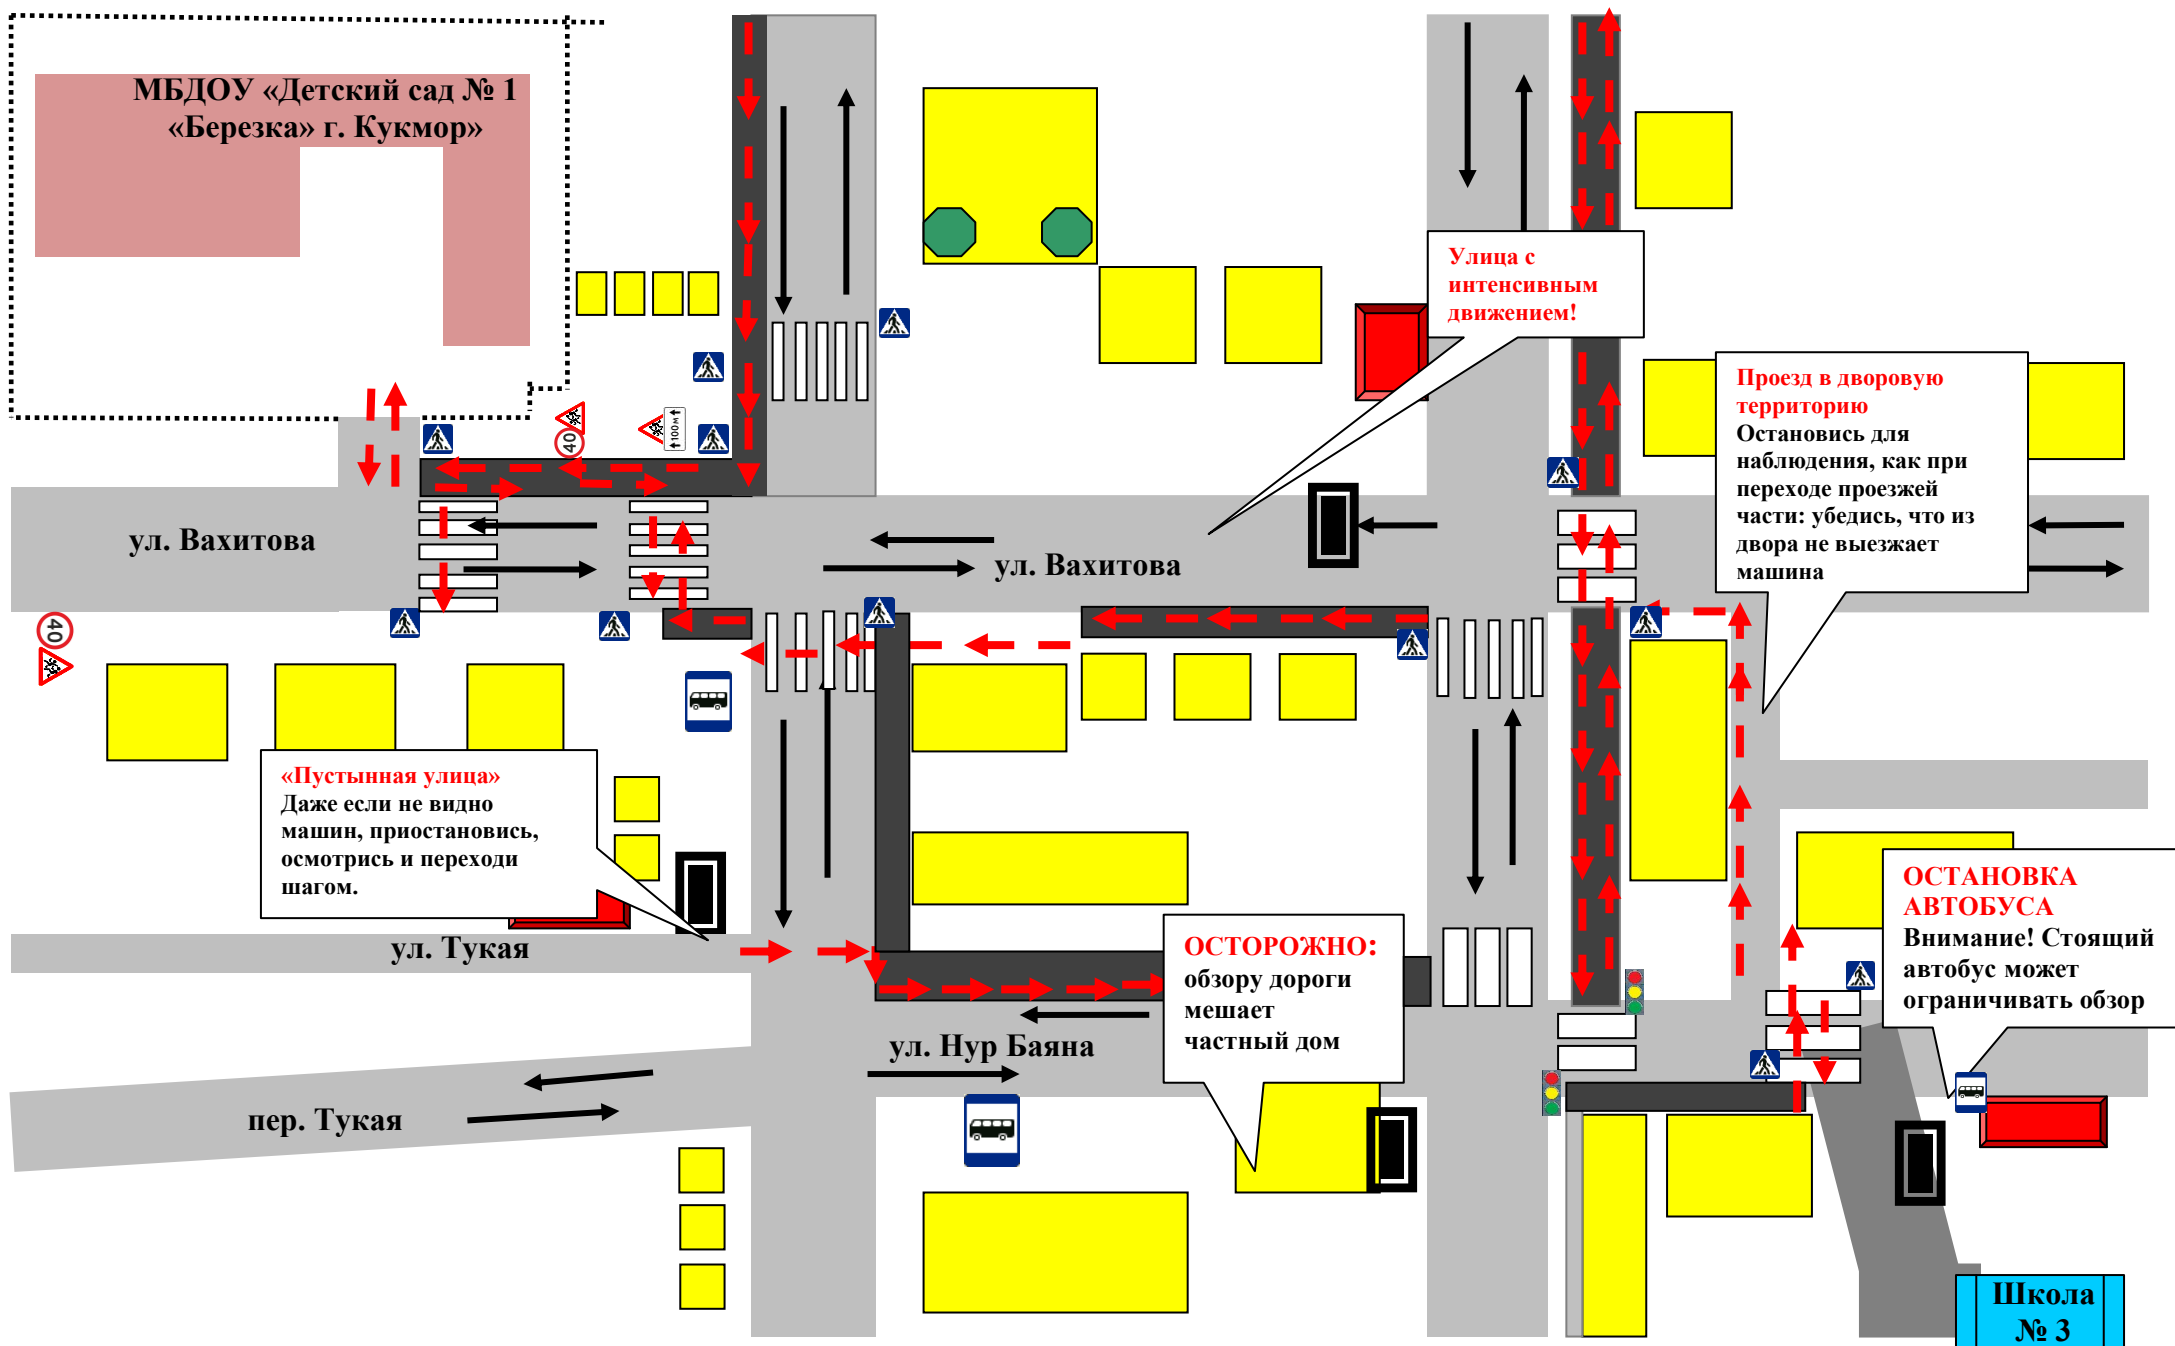 МБДОУ «Детский сад № 1
«Березка» г. Кукмор»
Улица с
интенсивным
движением!
Проезд в дворовую
территорию
Остановись для
наблюдения, как при
переходе проезжей
части: убедись, что из
двора не выезжает
машина
40
100 м
ул. Вахитова
ул. Вахитова
40
«Пустынная улица»
Даже если не видно
машин, приостановись,
осмотрись и переходи
шагом.
ул. Тукая
ОСТОРОЖНО:
обзору дороги
мешает
частный дом
ОСТАНОВКА
АВТОБУСА
Внимание! Стоящий
автобус может
ограничивать обзор
ул. Нур Баяна
пер. Тукая
Школа
№ 3